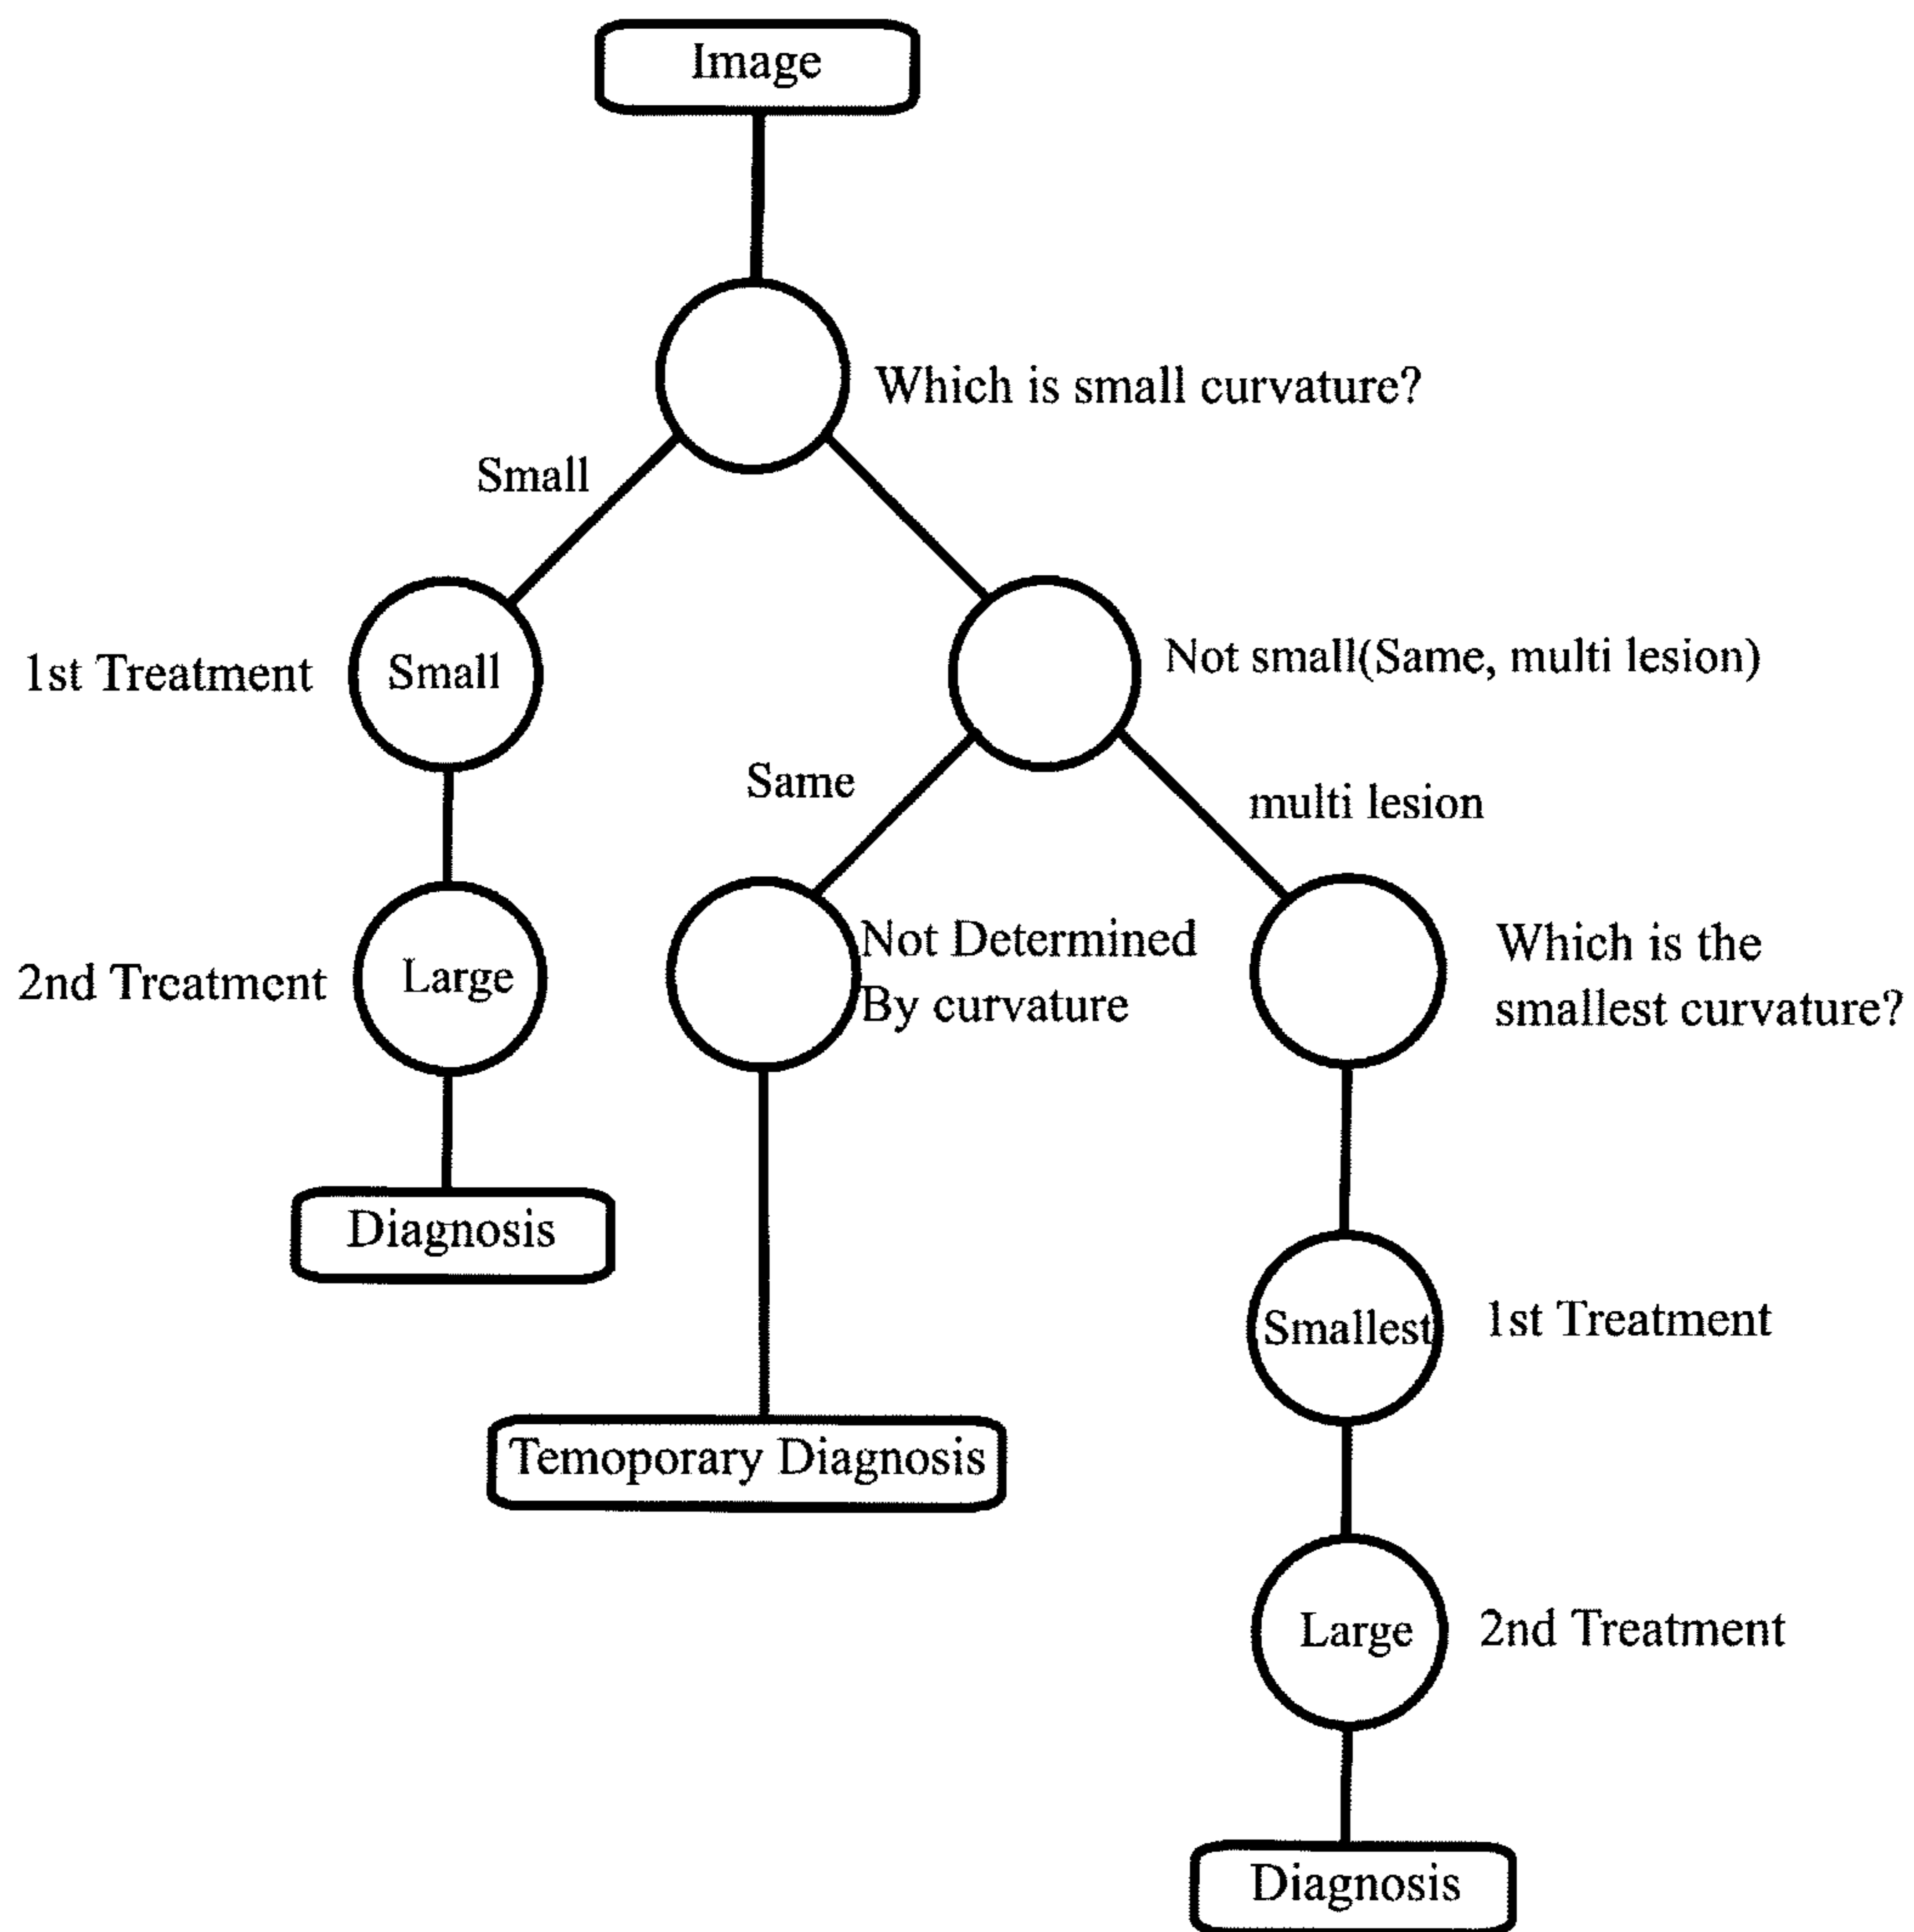 Image
Which is small curvature?
Small
1st Treatment
Small
Not small(Same, multi lesion)
Same
multi lesion
2nd Treatment
Large
Not Determined
By curvature
Which is the
smallest curvature?
Diagnosis
Smallest
1st Treatment
Temoporary Diagnosis
Large
2nd Treatment
Diagnosis